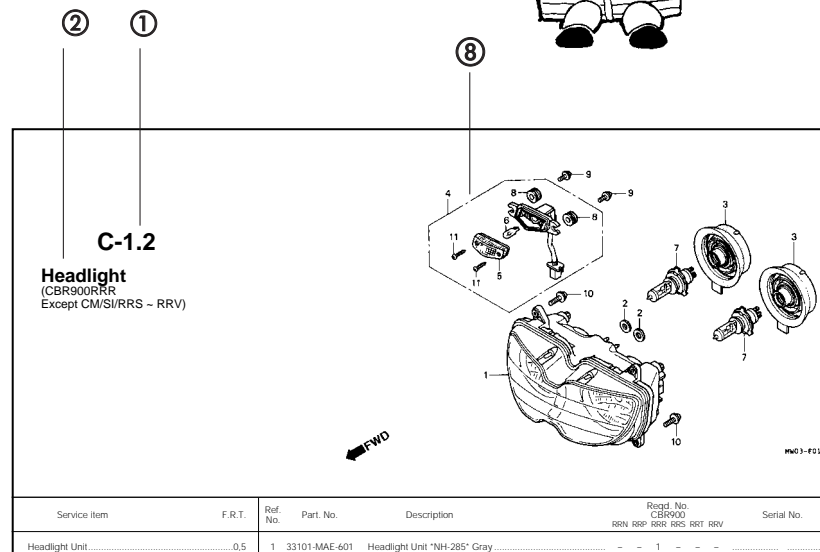 ② ①
⑧
C-1.2
Headlight
(CBR900RRR
Except CM/SI/RRS ~ RRV)
9
4
8
9
3
6
8
11
7
3
5
11
10
2
2
1
7
10
FWD
MW03-E01
Service item F.R.T. Ref. No. Part. No. Description Reqd. No. CBR900 Serial No.
RRN RRP RRR RRS RRT RRV
Headlight Unit 0,5 1 33101-MAE-601 Headlight Unit *NH-285* Gray – – 1 – – –